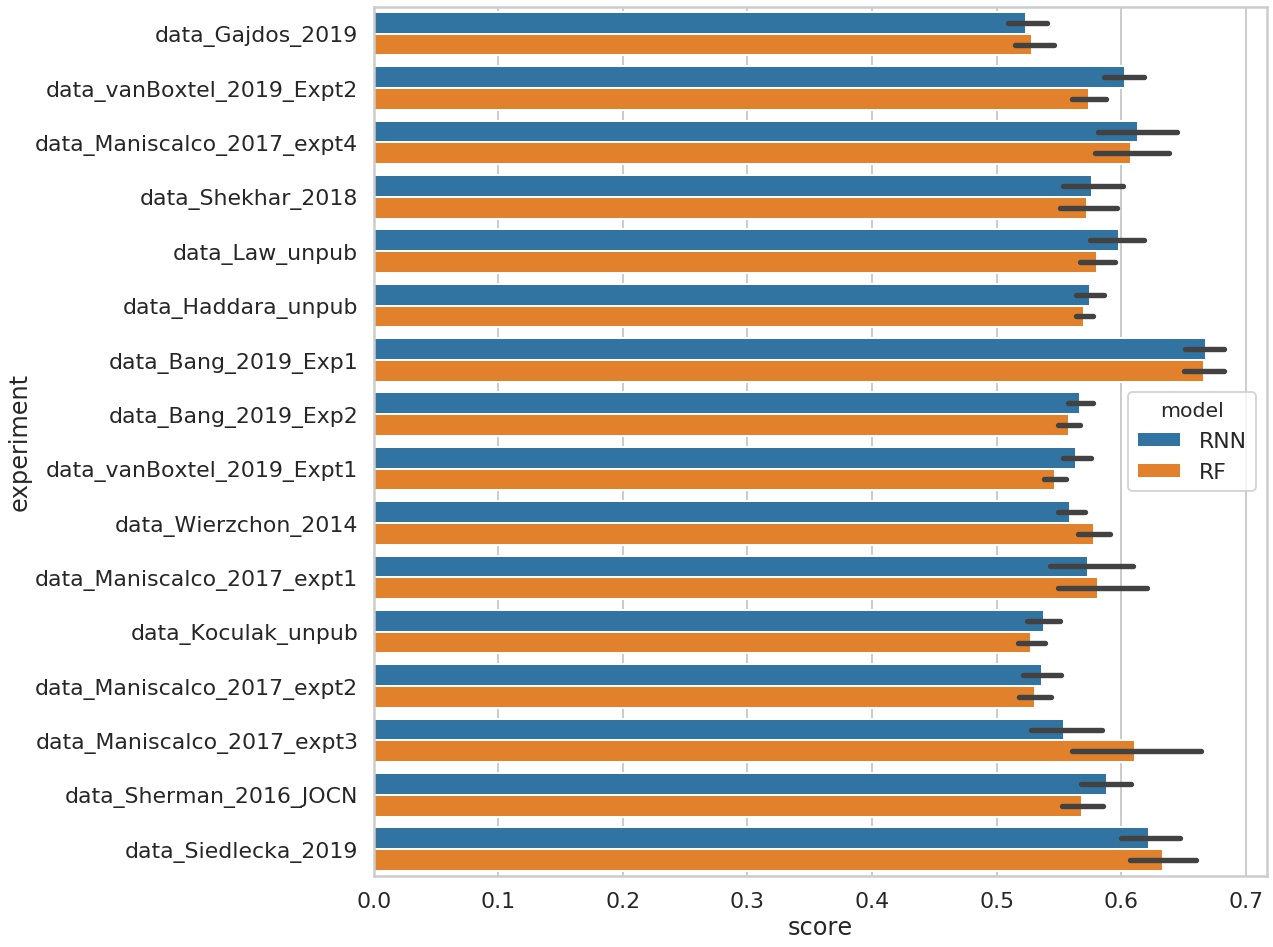 data_Gajdos_2019
data_vanBoxtel_2019_Expt2
data_Maniscalco_2017_expt4
data_Shekhar_2018
data_Law_unpub
data_Haddara_unpub
data_Bang_2019_Exp1
data_Bang_2019_Exp2
data_vanBoxtel_2019_Expt1
data_Wierzchon_2014
data_Maniscalco_2017_expt1
data_Koculak_unpub
data_Maniscalco_2017_expt2
data_Maniscalco_2017_expt3
data_Sherman_2016_JOCN
data_Siedlecka_2019
experiment
model
RNN
RF
0.0 0.1 0.2 0.3 0.4 0.5 0.6 0.7
score